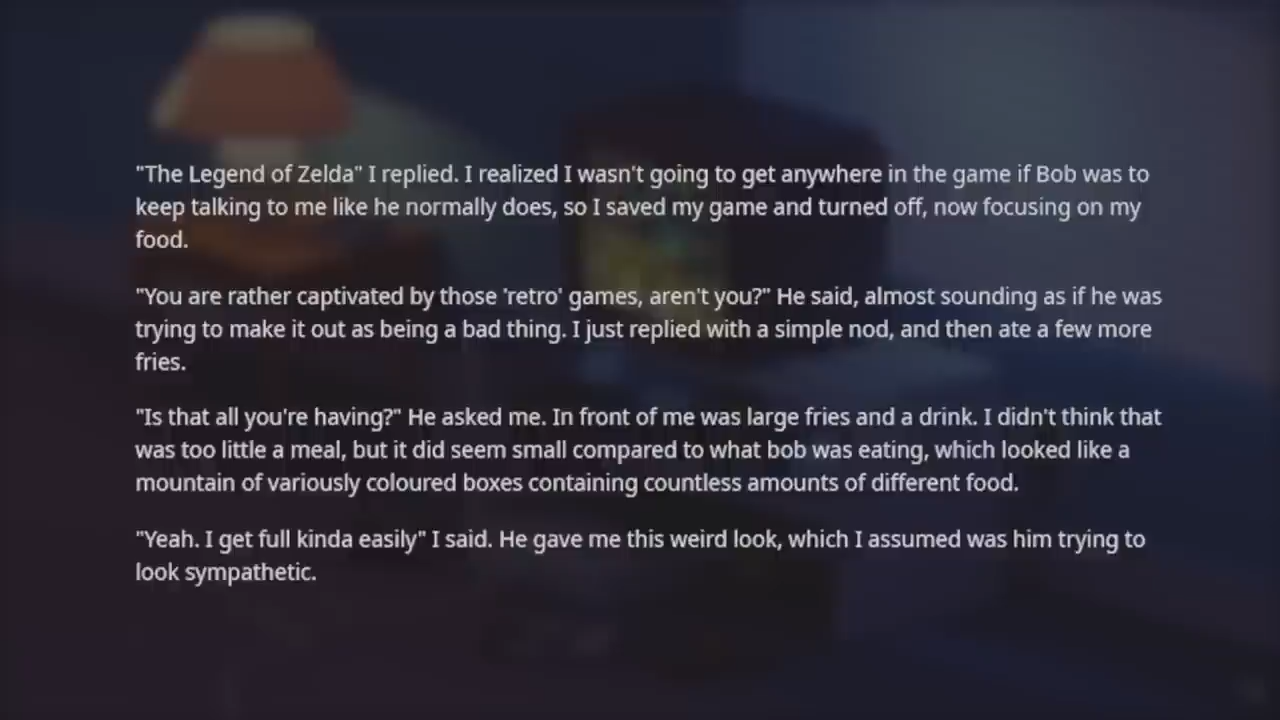 "The Legend of Zelda" I replied. I realized I wasn't going to get anywhere in the game if Bob was to
keep talking to me like he normally does, so I saved my game and turned off, now focusing on my
food.
"You are rather captivated by those 'retro' games, aren't you?" He said, almost sounding as if he was
trying to make it out as being a bad thing. I just replied with a simple nod, and then ate a few more
fries.
"Is that all you're having?" He asked me. In front of me was large fries and a drink. I didn't think that
was too little a meal, but it did seem small compared to what bob was eating, which looked like a
mountain of variously coloured boxes containing countless amounts of different food.
"Yeah. I get full kinda easily" I said. He gave me this weird look, which I assumed was him trying to
look sympathetic.